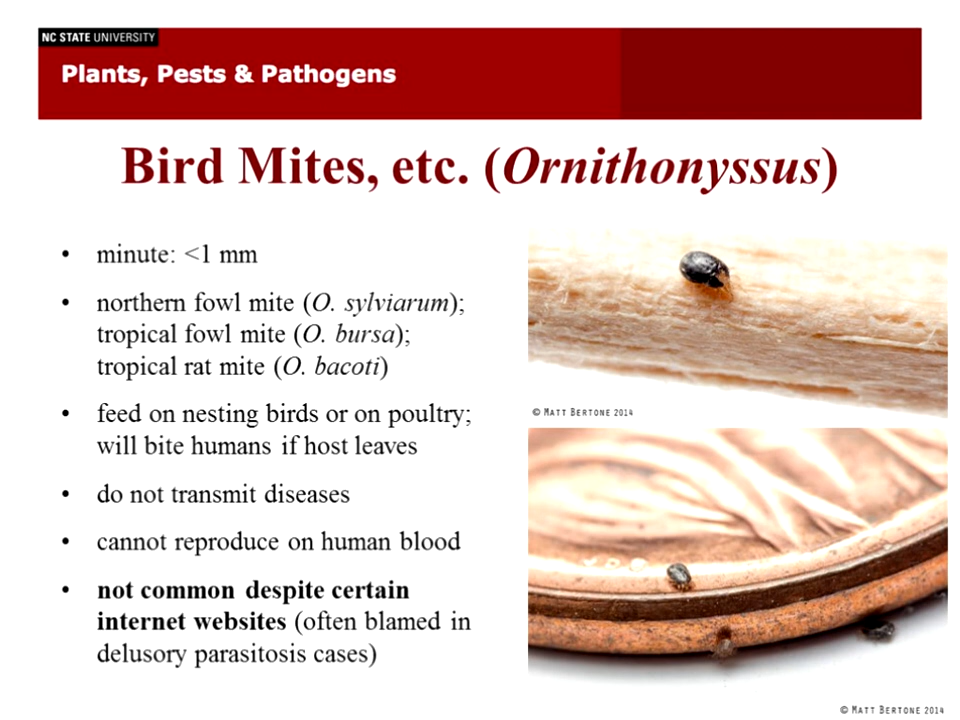 NC STATE UNIVERSITY
Plants, Pests & Pathogens
Bird Mites, etc. (Ornithonyssus)
• minute: <1 mm
• northern fowl mite (O. sylviarum);
tropical fowl mite (O. bursa);
tropical rat mite (O. bacoti)
• feed on nesting birds or on poultry;
will bite humans if host leaves
• do not transmit diseases
• cannot reproduce on human blood
• not common despite certain
internet websites (often blamed in
delusory parasitosis cases)
© MATT BERTONE 2014
© MATT BERTONE 2014